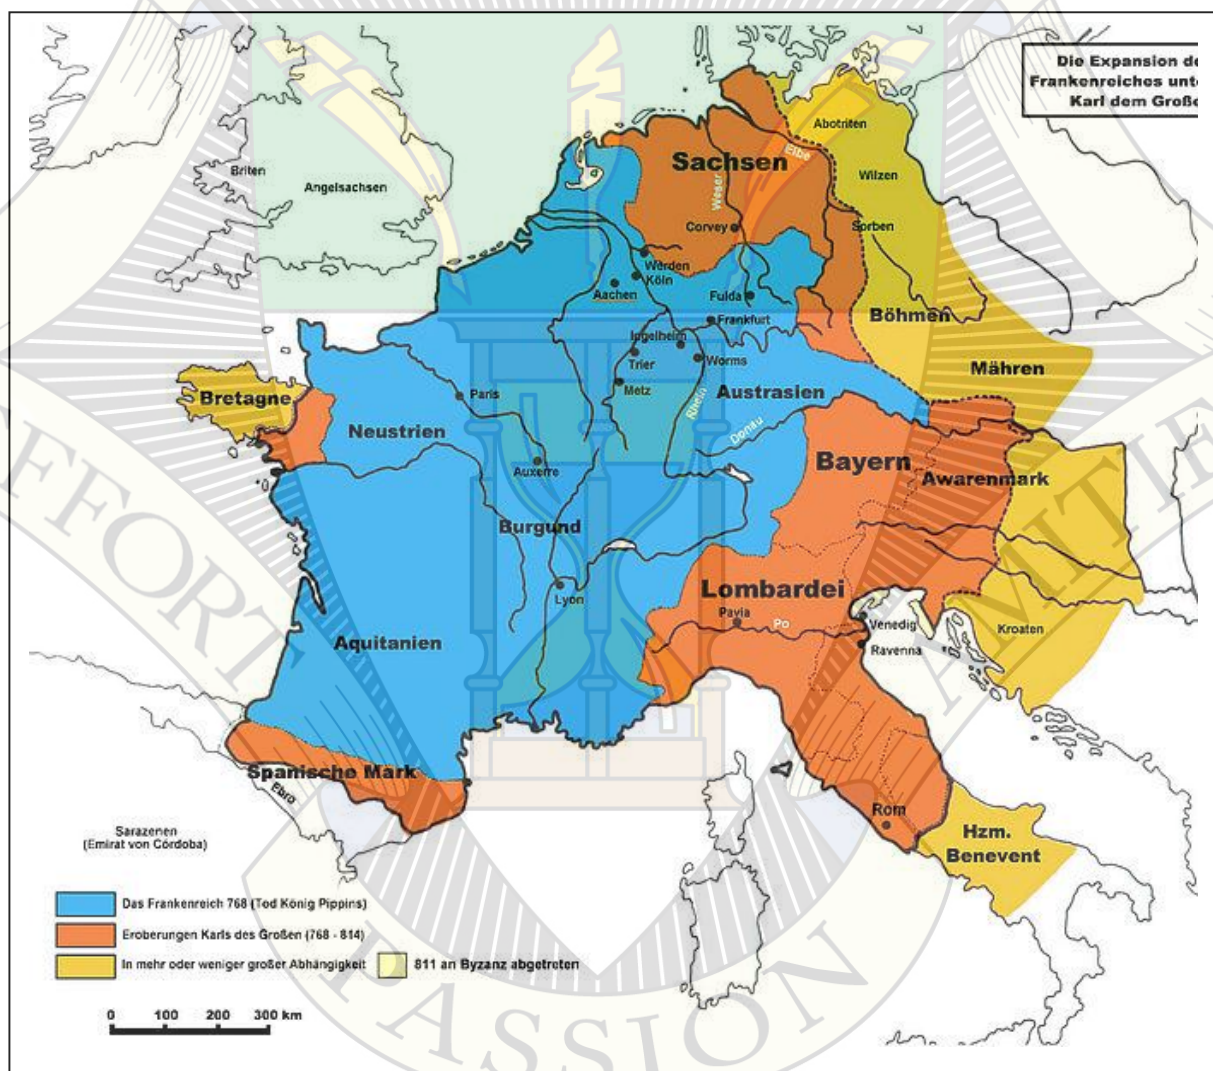 Die Expansion de
Frankenreiches unte
Karl dem Große
Abotriten
Elbe
Sachsen
Briten
Wilzen
Angelsachsen
Weser
Corvey
Sorben
Werden
Köln
Aachen
Fulda
Böhmen
Frankfurt
Ingelheim
Trier
Worms
Mähren
Metz
Austrasien
Bretagne
Paris
Rhein
Neustrien
Donau
Bayern
Auxerre
Awarenmark
Burgund
Lombardei
Lyon
Pavia
Po
Venedig
Kroaten
Aquitanien
Ravenna
Spanische Mark
Ebro
Rom
Sarazenen
(Emirat von Córdoba)
Hzm.
Benevent
Das Frankenreich 768 (Tod König Pippins)
Eroberungen Karls des Großen (768 - 814)
In mehr oder weniger großer Abhängigkeit
811 an Byzanz abgetreten
0 100 200 300 km
EFFORT
PASSION
AMITIE